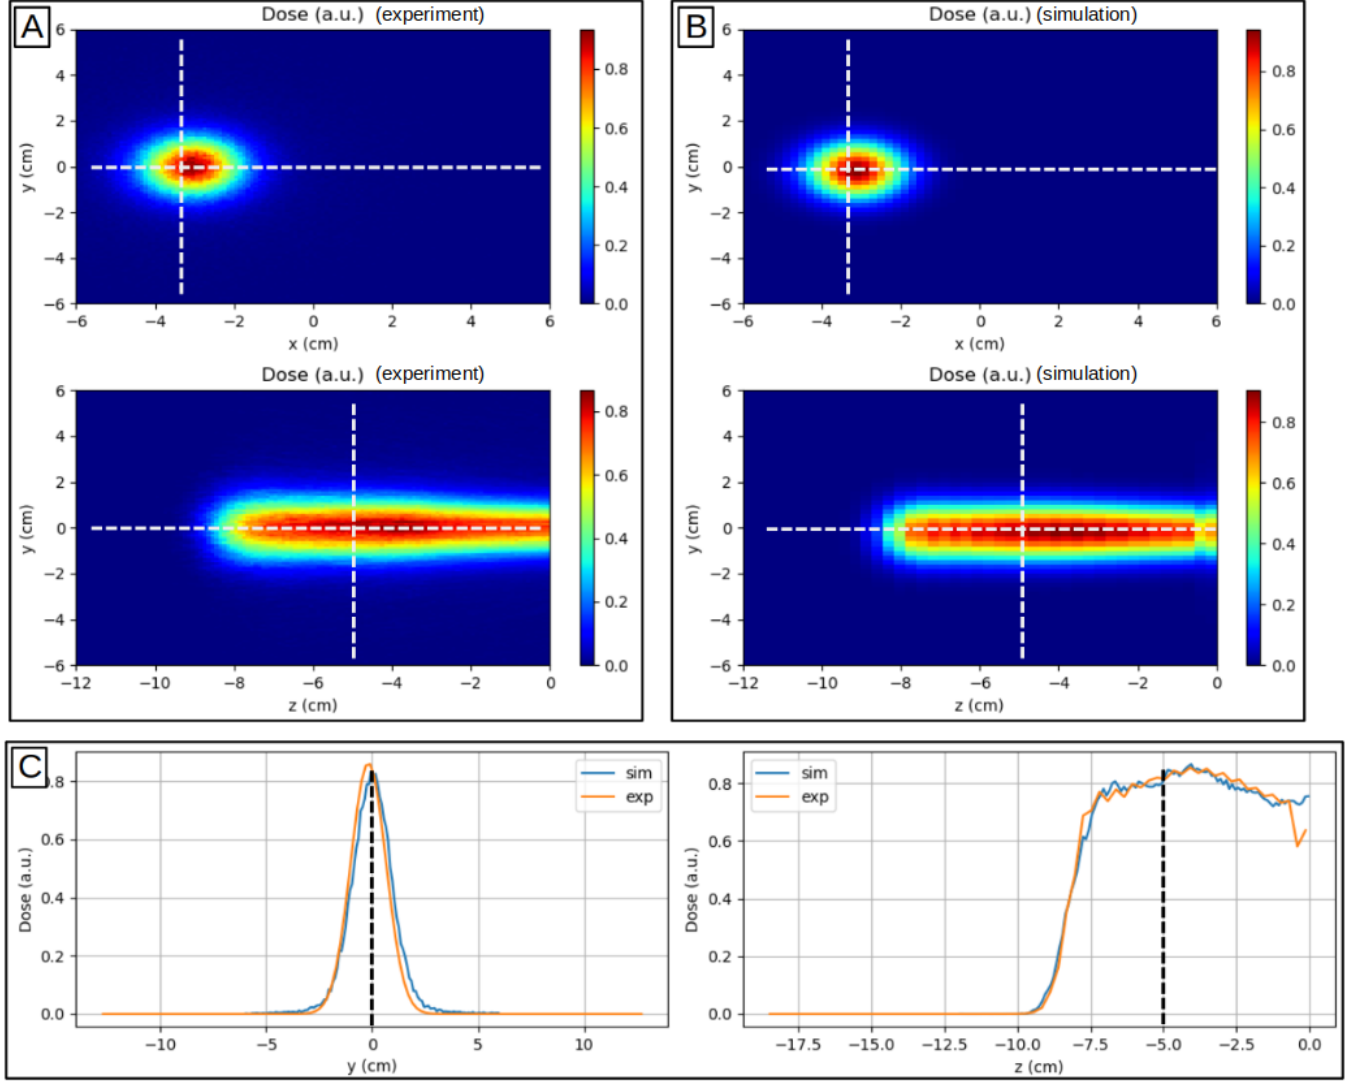 A
Dose (a.u.) (experiment)
6
4
2
0
−2
−4
−6
−6 −4 −2 0 2 4 6
x (cm)
y (cm)
0.8
0.6
0.4
0.2
0.0
Dose (a.u.) (experiment)
6
4
2
0
−2
−4
−6
−12 −10 −8 −6 −4 −2 0
z (cm)
y (cm)
0.8
0.6
0.4
0.2
0.0
B
Dose (a.u.) (simulation)
6
4
2
0
−2
−4
−6
−6 −4 −2 0 2 4 6
x (cm)
y (cm)
0.8
0.6
0.4
0.2
0.0
Dose (a.u.) (simulation)
6
4
2
0
−2
−4
−6
−12 −10 −8 −6 −4 −2 0
z (cm)
y (cm)
0.8
0.6
0.4
0.2
0.0
C
.8
0.6
0.4
0.2
0.0
Dose (a.u.)
−10 −5 0 5 10
y (cm)
sim
exp
0.8
0.6
0.4
0.2
0.0
Dose (a.u.)
−17.5 −15.0 −12.5 −10.0 −7.5 −5.0 −2.5 0.0
z (cm)
sim
exp